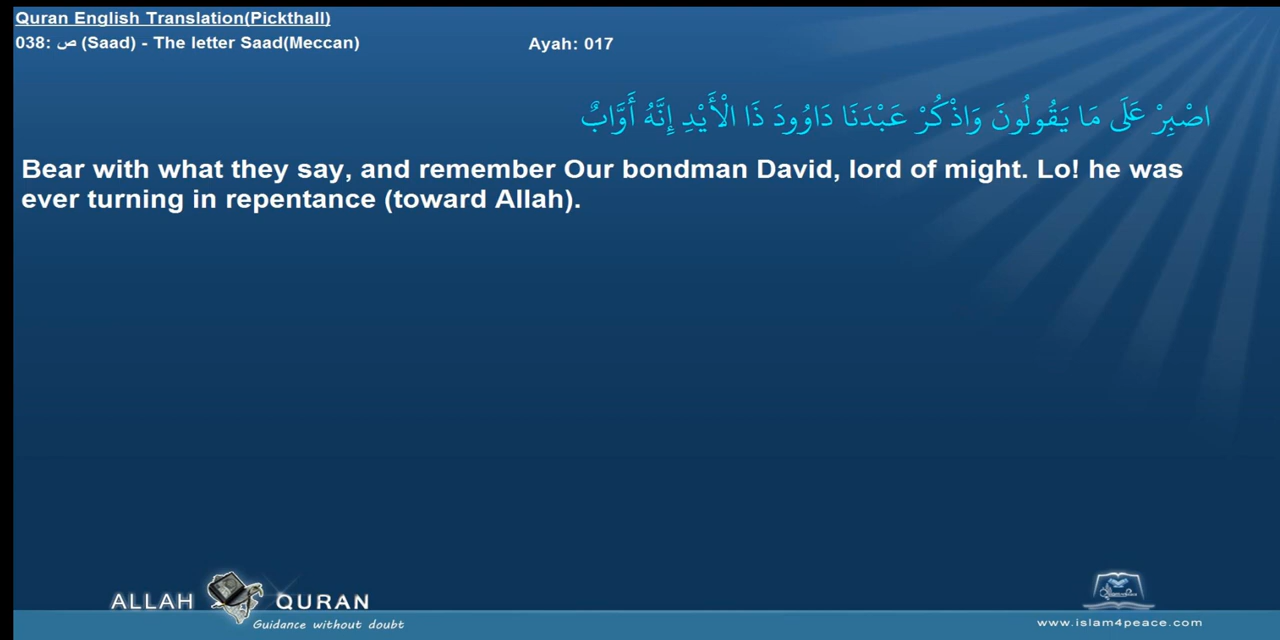 Quran English Translation(Pickthall)
038: ص (Saad) - The letter Saad(Meccan) Ayah: 017
اصْبِرْ عَلَى مَا يَقُولُونَ وَاذْكُرْ عَبْدَنَا دَاوُودَ ذَا الْأَيْدِ إِنَّهُ أَوَّابٌ
Bear with what they say, and remember Our bondman David, lord of might. Lo! he was
ever turning in repentance (toward Allah).
ALLAH QURAN
Guidance without doubt
www.islam4peace.com